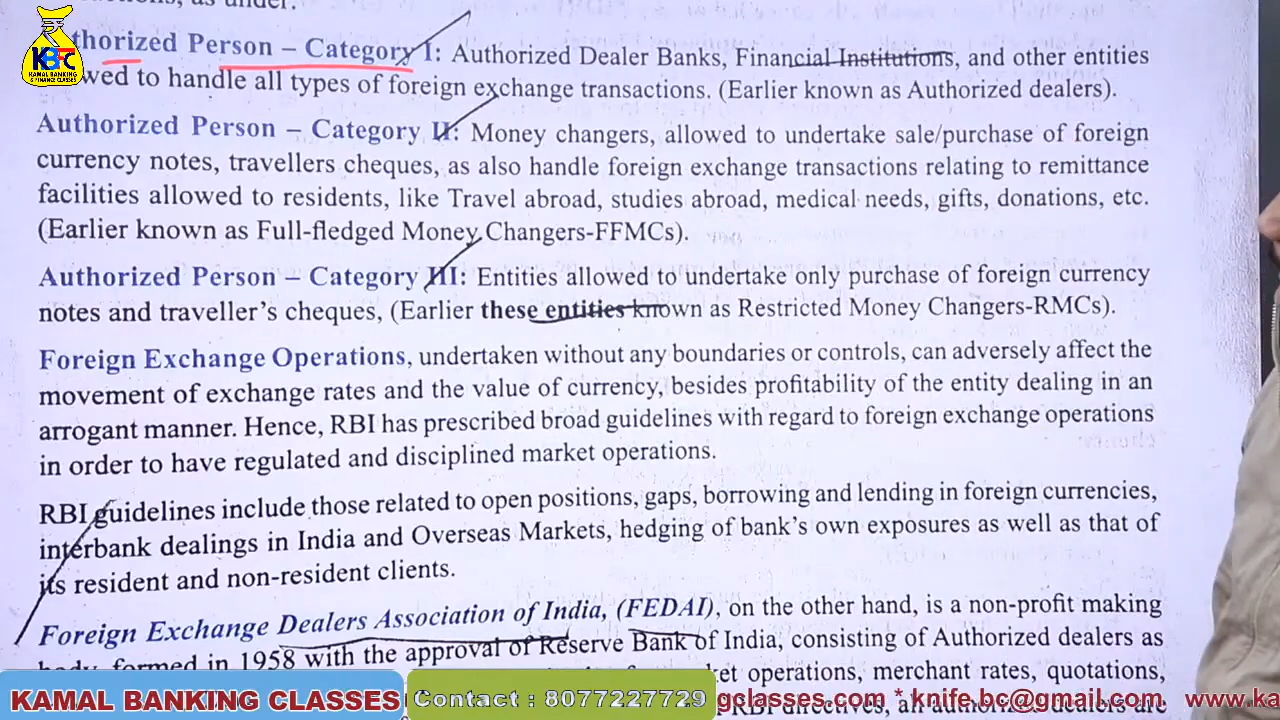 KBFC
KAMAL BANKING
& FINANCE CLASSES
Person – Category I: Authorized Dealer Banks, Financial Institutions, and other entities
to handle all types of foreign exchange transactions. (Earlier known as Authorized dealers).
Authorized Person – Category II: Money changers, allowed to undertake sale/purchase of foreign
currency notes, travellers cheques, as also handle foreign exchange transactions relating to remittance
facilities allowed to residents, like Travel abroad, studies abroad, medical needs, gifts, donations, etc.
(Earlier known as Full-fledged Money Changers-FFMCs).
Authorized Person – Category III: Entities allowed to undertake only purchase of foreign currency
notes and traveller's cheques, (Earlier these entities known as Restricted Money Changers-RMCs).
Foreign Exchange Operations, undertaken without any boundaries or controls, can adversely affect the
movement of exchange rates and the value of currency, besides profitability of the entity dealing in an
arrogant manner. Hence, RBI has prescribed broad guidelines with regard to foreign exchange operations
in order to have regulated and disciplined market operations.
RBI guidelines include those related to open positions, gaps, borrowing and lending in foreign currencies,
interbank dealings in India and Overseas Markets, hedging of bank's own exposures as well as that of
its resident and non-resident clients.
Foreign Exchange Dealers Association of India, (FEDAI), on the other hand, is a non-profit making
body, formed in 1958 with the approval of Reserve Bank of India, consisting of Authorized dealers as
operations, merchant rates, quotations,
RBI directives, all authorized dealers are
KAMAL BANKING CLASSES
Contact : 8077227729
gclasses.com * knife.bc@gmail.com www.ka